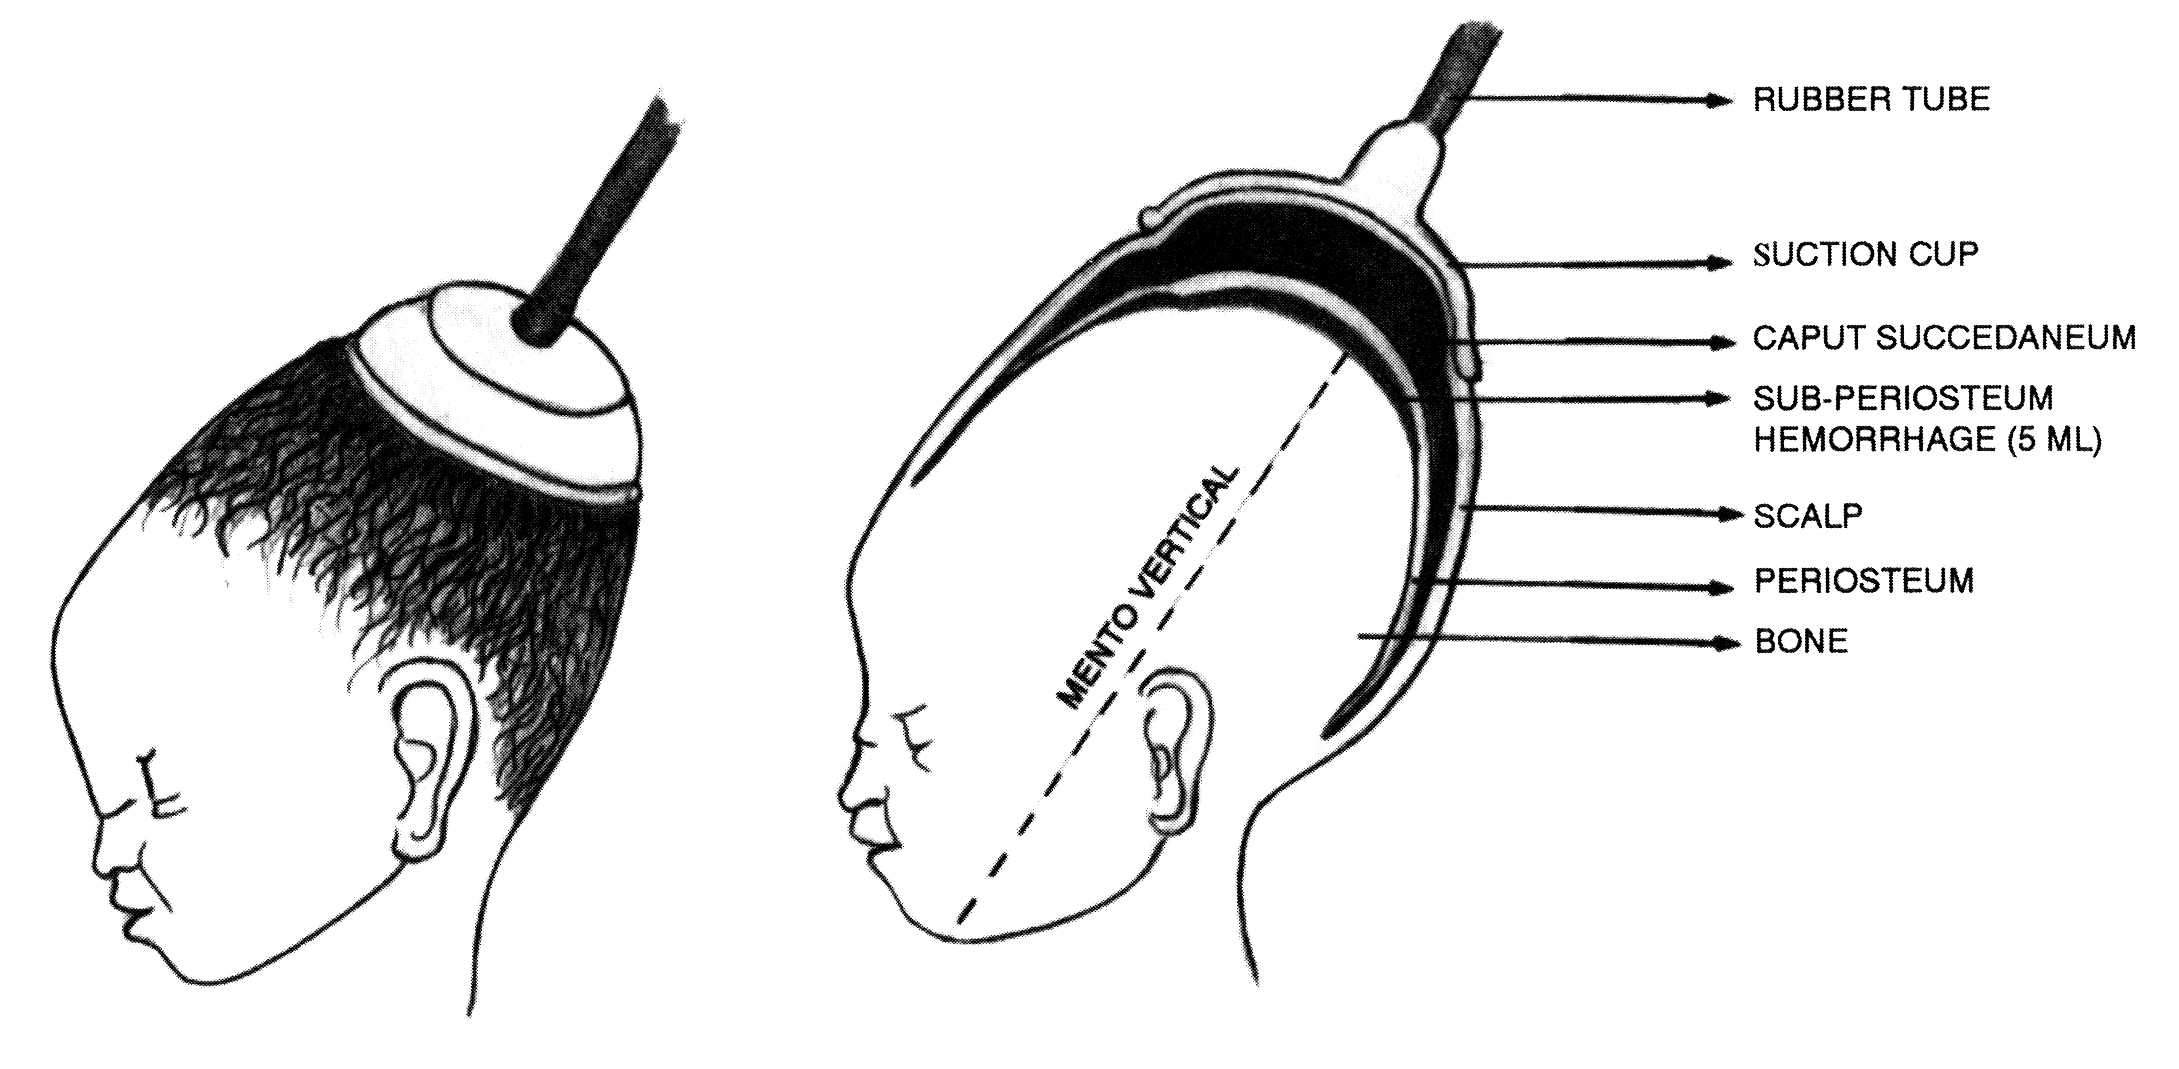 RUBBER TUBE
SUCTION CUP
CAPUT SUCCEDANEUM
SUB-PERIOSTEUM
HEMORRHAGE (5 ML)
SCALP
PERIOSTEUM
BONE
MENTO VERTICAL